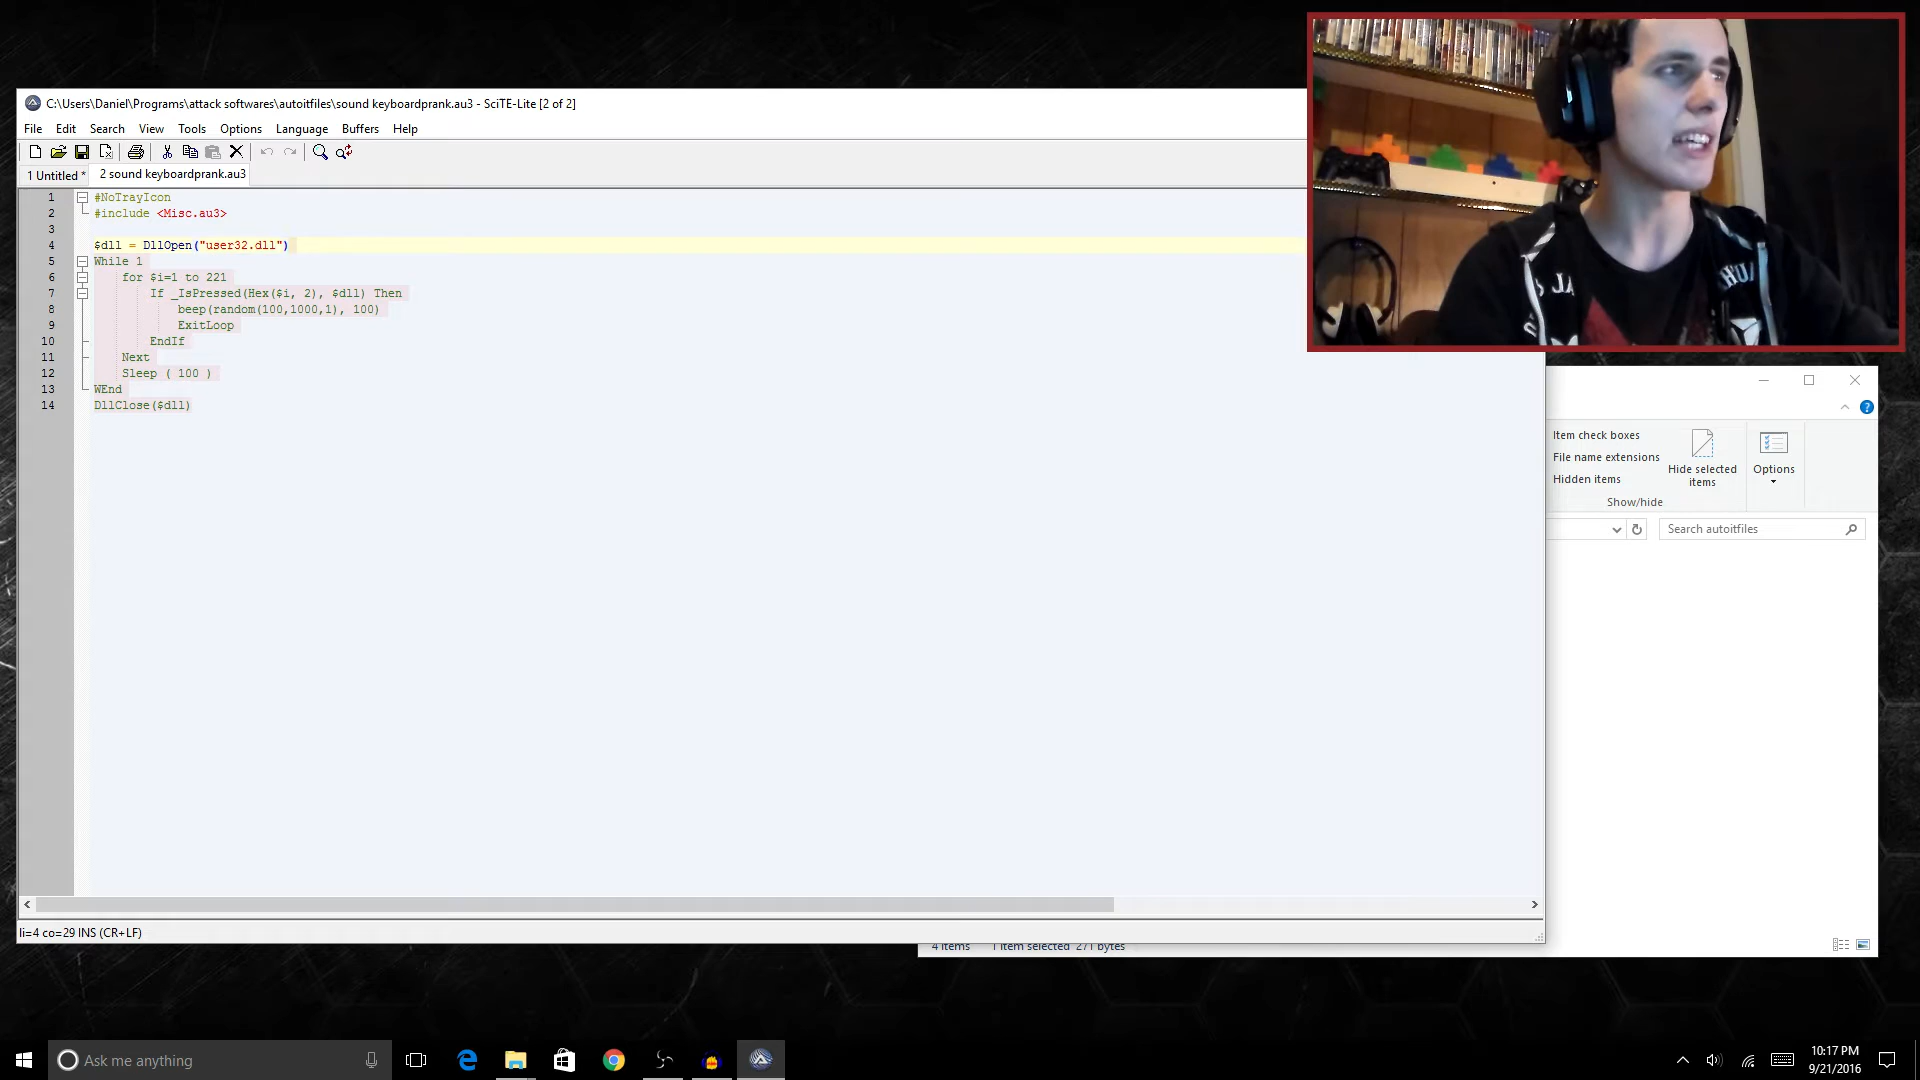 C:\Users\Daniel\Programs\attack softwares\autoitfiles\sound keyboardprank.au3 - SciTE-Lite [2 of 2]
File Edit Search View Tools Options Language Buffers Help
1 Untitled * 2 sound keyboardprank.au3
1 #NoTrayIcon
2 #include <Misc.au3>
3
4 $dll = DllOpen("user32.dll")
5 While 1
6 for $i=1 to 221
7 If _IsPressed(Hex($i, 2), $dll) Then
8 beep(random(100,1000,1), 100)
9 ExitLoop
10 EndIf
11 Next
12 Sleep ( 100 )
13 WEnd
14 DllClose($dll)
li=4 co=29 INS (CR+LF)
Item check boxes
File name extensions
Hidden items
Hide selected
items
Options
Show/hide
Search autoitfiles
4 items 1 item selected 271 bytes
Ask me anything
10:17 PM
9/21/2016